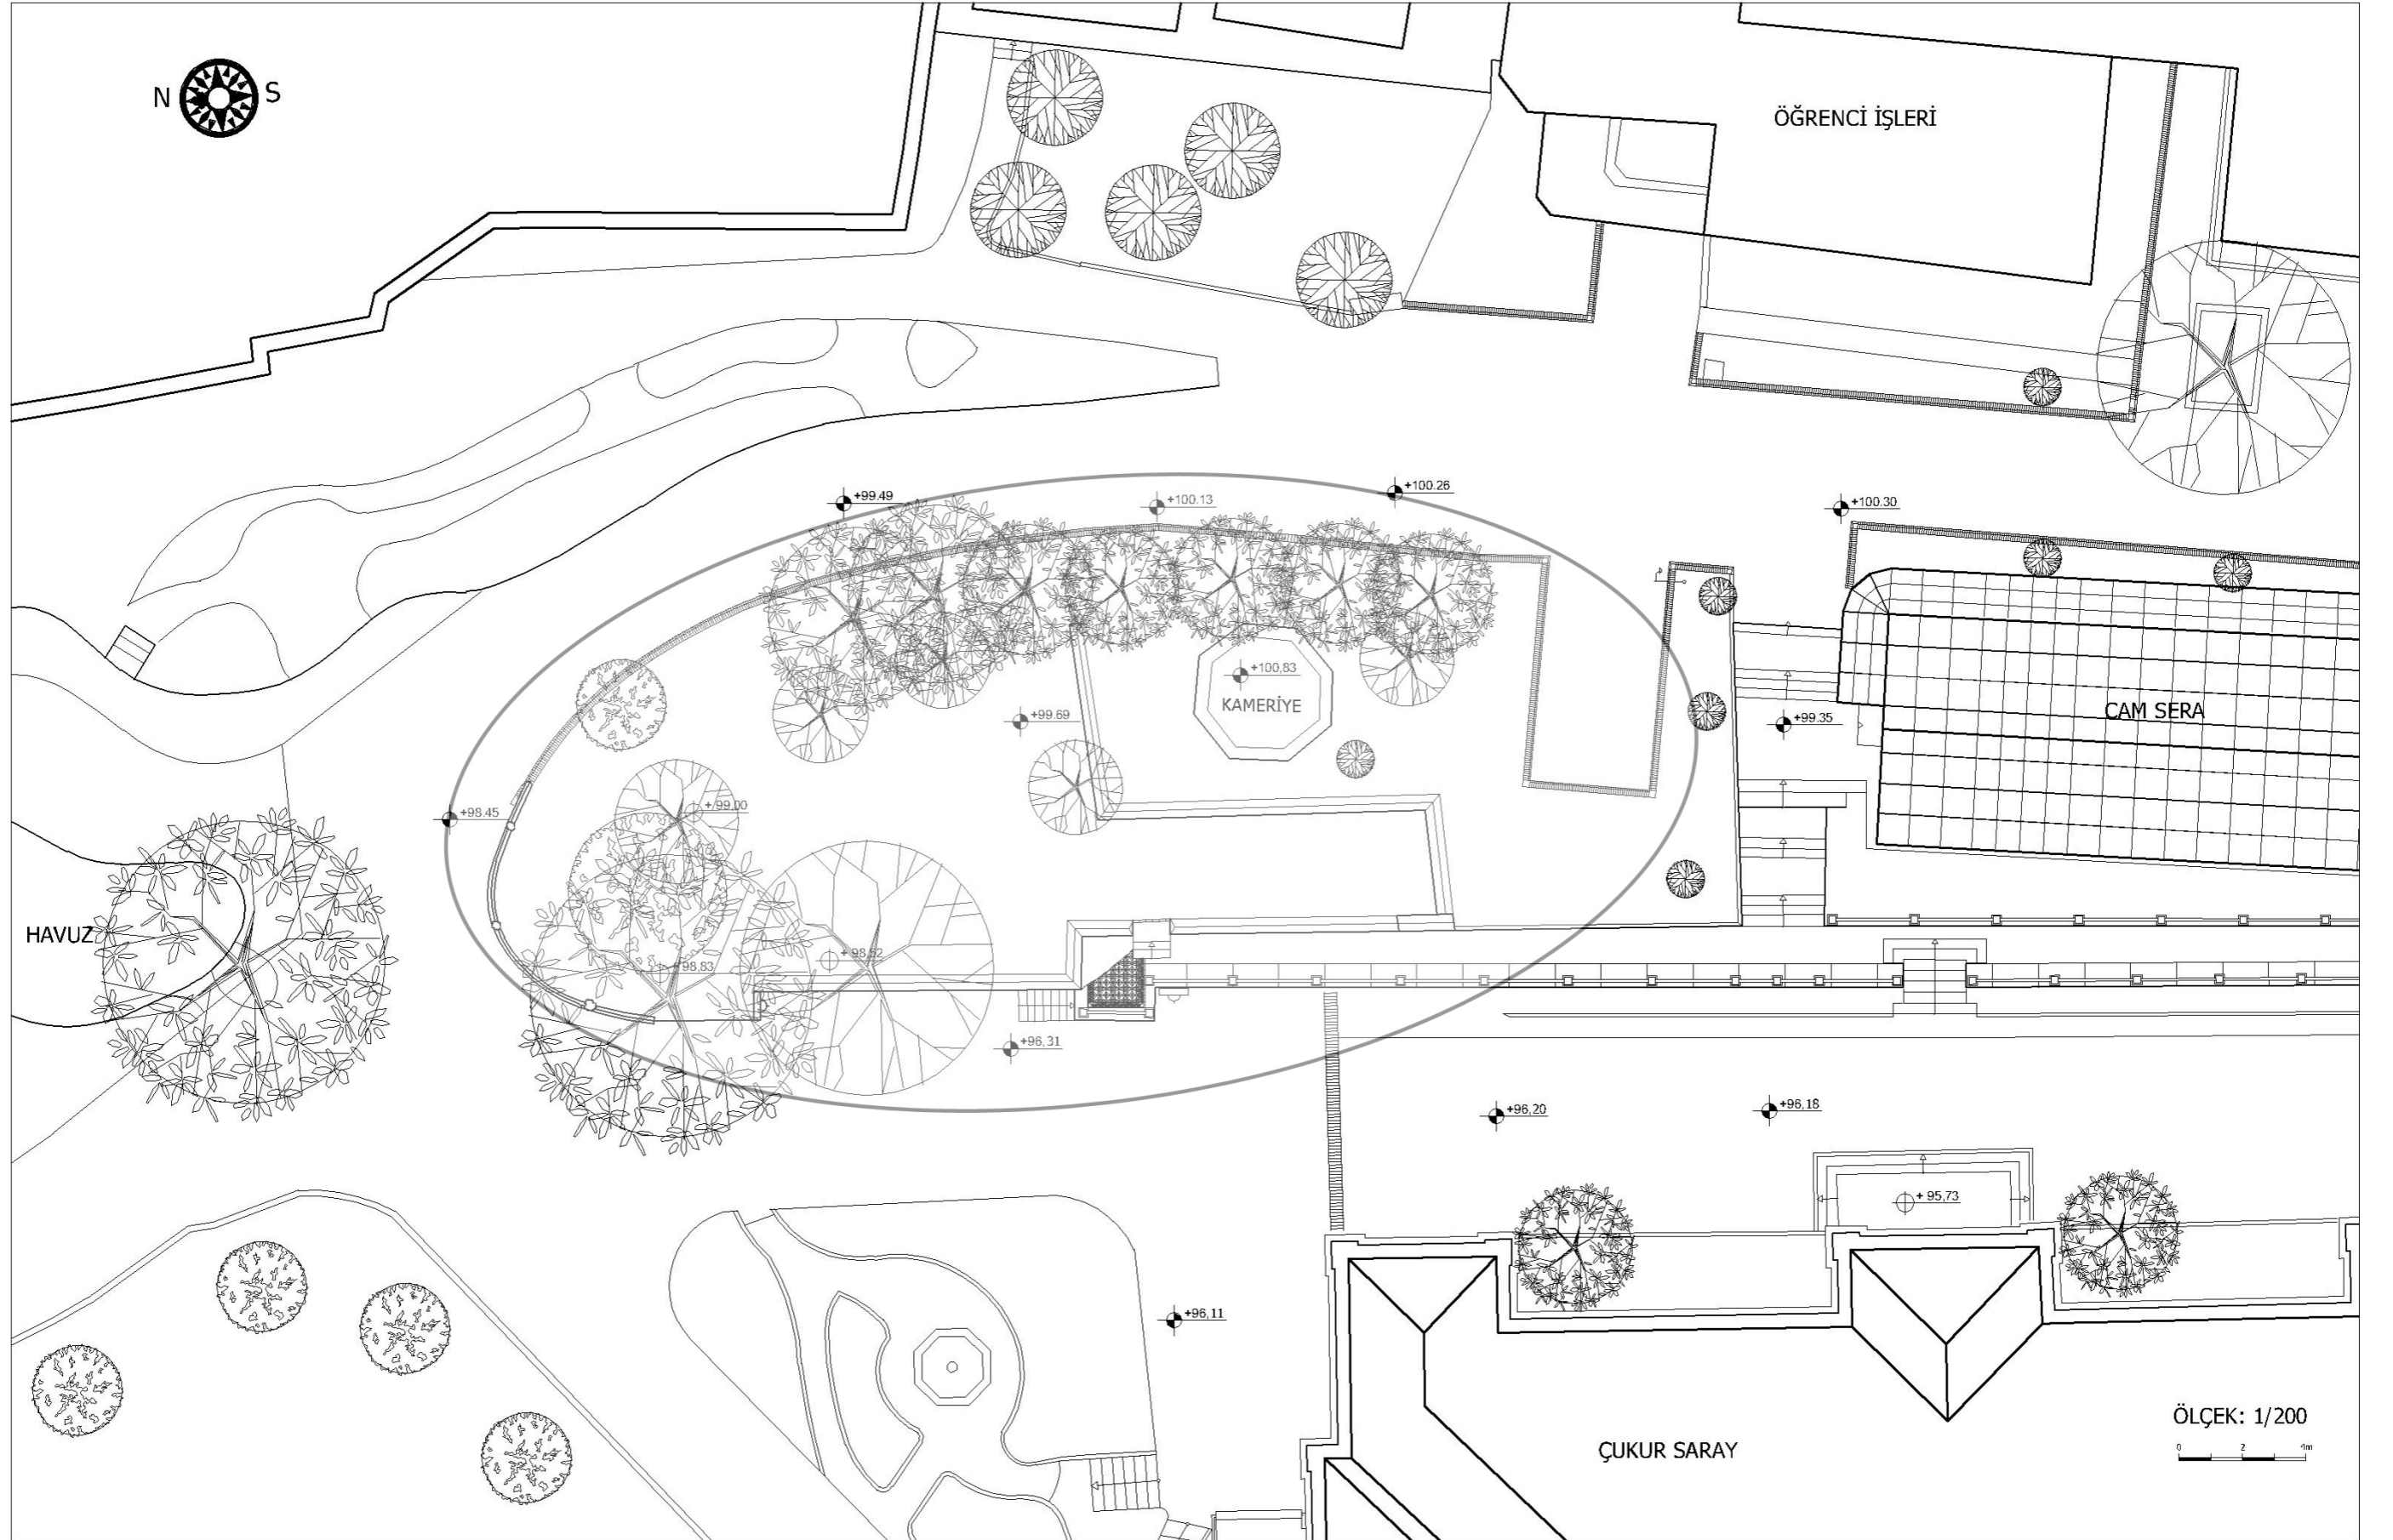 N S
ÖĞRENCİ İŞLERİ
+99.49
+100.13
+100.26
+100.30
+100,83
KAMERİYE
+99.69
+99.35
CAM SERA
+98.45
+ 99,00
HAVUZ
+ 98,52
+ 98,83
+96,31
+96,20
+96,18
+ 95,73
+96,11
ÖLÇEK: 1/200
0 2 4m
ÇUKUR SARAY